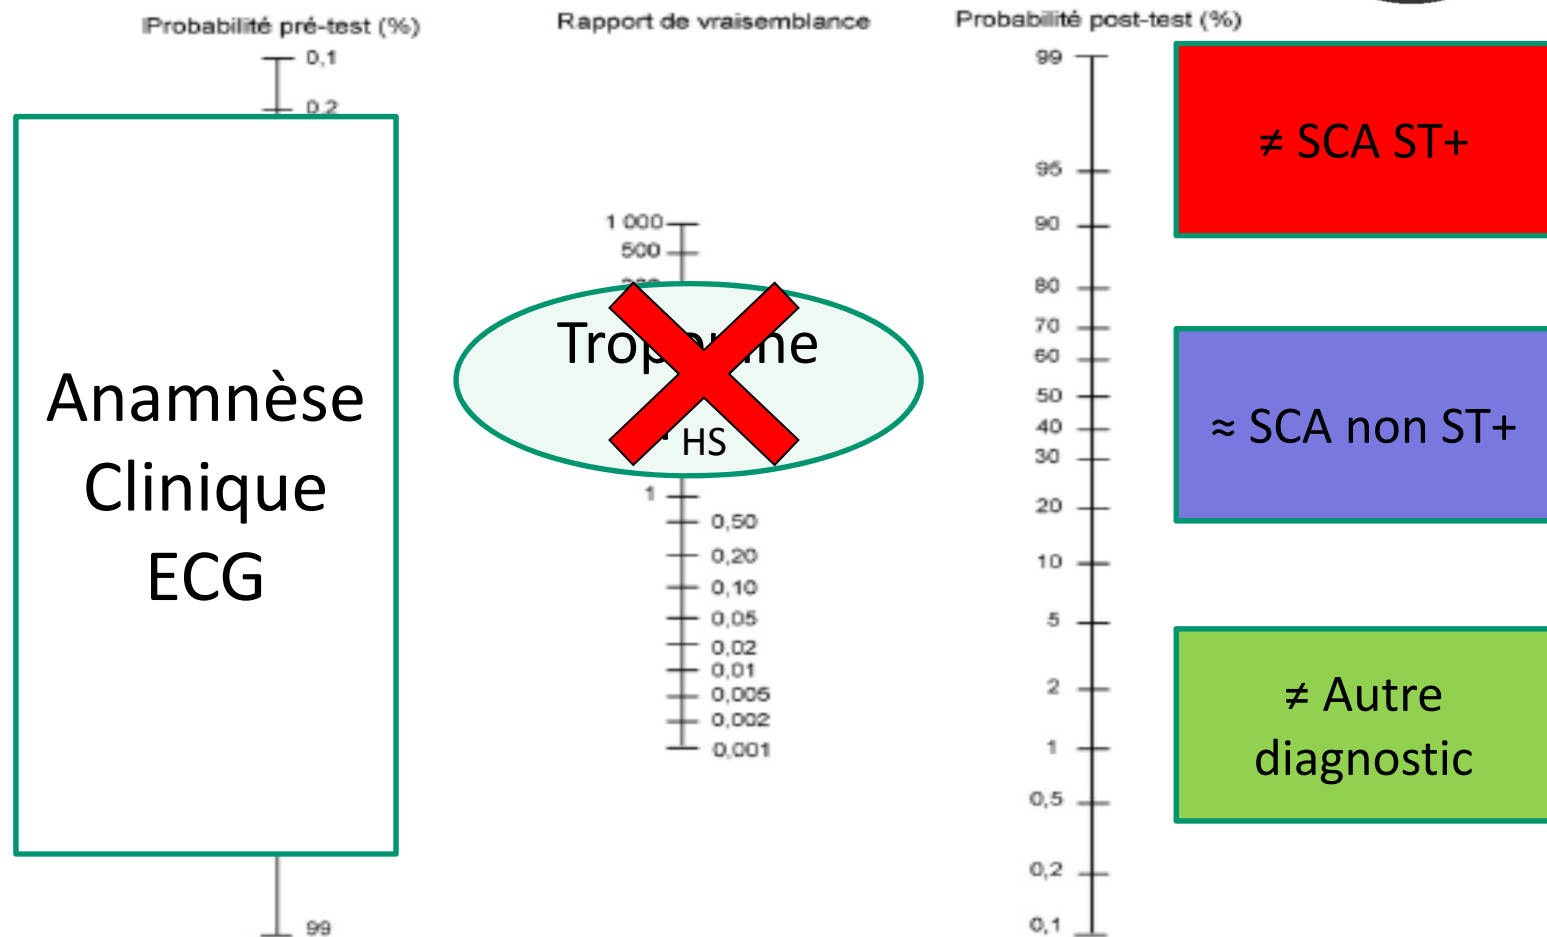 Probabilité pré-test (%)
Rapport de vraisemblance
Probabilité post-test (%)
0,1
0,2
99
Anamnèse
Clinique
ECG
1 000
500
HS
1
0,50
0,20
0,10
0,05
0,02
0,01
0,005
0,002
0,001
99
95
90
80
70
60
50
40
30
20
10
5
2
1
0,5
0,2
0,1
≠ SCA ST+
≈ SCA non ST+
≠ Autre
diagnostic